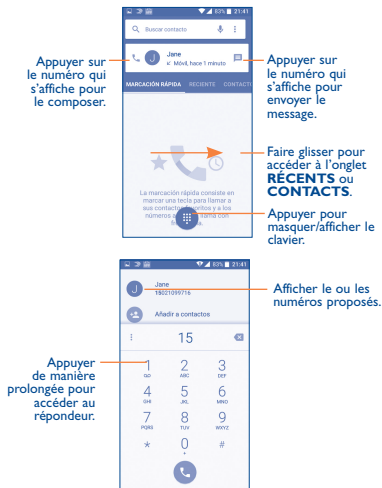 83% 21:41
Buscar contacto
Jane
Móvil, hace 1 minuto
MARCACIÓN RÁPIDA RECIENTE CONTACT
La marcación rápida consiste en
marcar una tecla para llamar a
sus contactos favoritos y a los
números a llama con
Appuyer sur
le numéro qui
s’affiche pour
le composer.
Appuyer sur
le numéro qui
s’affiche pour
envoyer le
message.
Faire glisser pour
accéder à l’onglet
RÉCENTS ou
CONTACTS.
Appuyer pour
masquer/afficher le
clavier.
83% 21:41
Jane
15021099716
Añadir a contactos
15
1
2 ABC
3 DEF
4 GHI
5 JKL
6 MNO
7 PQRS
8 TUV
9 WXYZ
* 0 #
+
Afficher le ou les
numéros proposés.
Appuyer
de manière
prolongée pour
accéder au
répondeur.